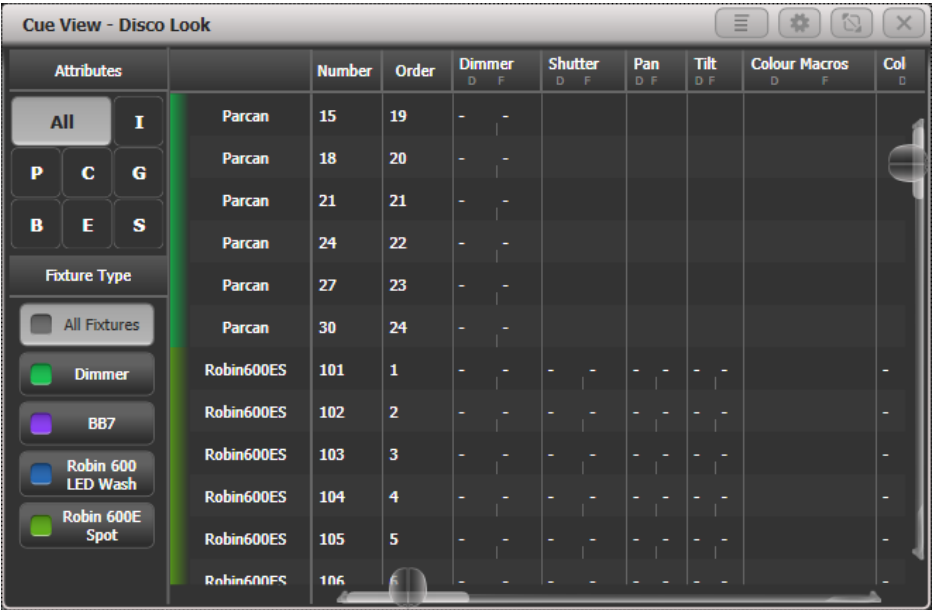 Cue View - Disco Look
Attributes
All I
P C G
B E S
Fixture Type
All Fixtures
Dimmer
BB7
Robin 600
LED Wash
Robin 600E
Spot
Number Order Dimmer Shutter Pan Tilt Colour Macros Col
D F D F D F D F D F D
Parcan 15 19 - -
Parcan 18 20 - -
Parcan 21 21 - -
Parcan 24 22 - -
Parcan 27 23 - -
Parcan 30 24 - -
Robin600ES 101 1 - - - - - - - - -
Robin600ES 102 2 - - - - - - - - -
Robin600ES 103 3 - - - - - - - - -
Robin600ES 104 4 - - - - - - - - -
Robin600ES 105 5 - - - - - - - - -
Robin600ES 106 6